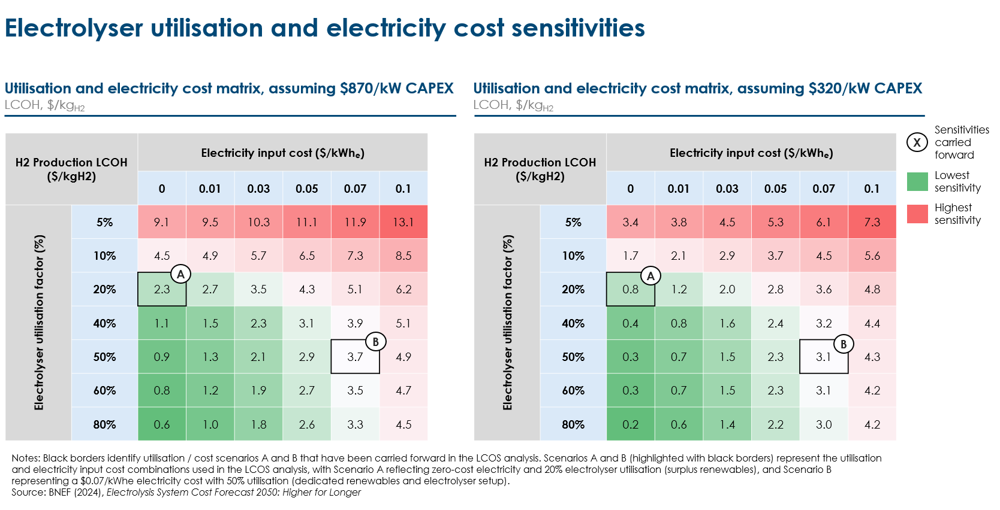 Electrolyser utilisation and electricity cost sensitivities
Utilisation and electricity cost matrix, assuming $870/kW CAPEX
LCOH, $/kgH2
H2 Production LCOH
($/kgH2)
Electricity input cost ($/kWhe)
0 0.01 0.03 0.05 0.07 0.1
Electrolyser utilisation factor (%)
5% 9.1 9.5 10.3 11.1 11.9 13.1
10% 4.5 4.9 5.7 6.5 7.3 8.5
A
20% 2.3 2.7 3.5 4.3 5.1 6.2
40% 1.1 1.5 2.3 3.1 3.9 5.1
B
50% 0.9 1.3 2.1 2.9 3.7 4.9
60% 0.8 1.2 1.9 2.7 3.5 4.7
80% 0.6 1.0 1.8 2.6 3.3 4.5
Utilisation and electricity cost matrix, assuming $320/kW CAPEX
LCOH, $/kgH2
H2 Production LCOH
($/kgH2)
Electricity input cost ($/kWhe)
0 0.01 0.03 0.05 0.07 0.1
Electrolyser utilisation factor (%)
5% 3.4 3.8 4.5 5.3 6.1 7.3
10% 1.7 2.1 2.9 3.7 4.5 5.6
A
20% 0.8 1.2 2.0 2.8 3.6 4.8
40% 0.4 0.8 1.6 2.4 3.2 4.4
B
50% 0.3 0.7 1.5 2.3 3.1 4.3
60% 0.3 0.7 1.5 2.3 3.1 4.2
80% 0.2 0.6 1.4 2.2 3.0 4.2
X
Sensitivities
carried
forward
Lowest
sensitivity
Highest
sensitivity
Notes: Black borders identify utilisation / cost scenarios A and B that have been carried forward in the LCOS analysis. Scenarios A and B (highlighted with black borders) represent the utilisation
and electricity input cost combinations used in the LCOS analysis, with Scenario A reflecting zero-cost electricity and 20% electrolyser utilisation (surplus renewables), and Scenario B
representing a $0.07/kWhe electricity cost with 50% utilisation (dedicated renewables and electrolyser setup).
Source: BNEF (2024), Electrolysis System Cost Forecast 2050: Higher for Longer